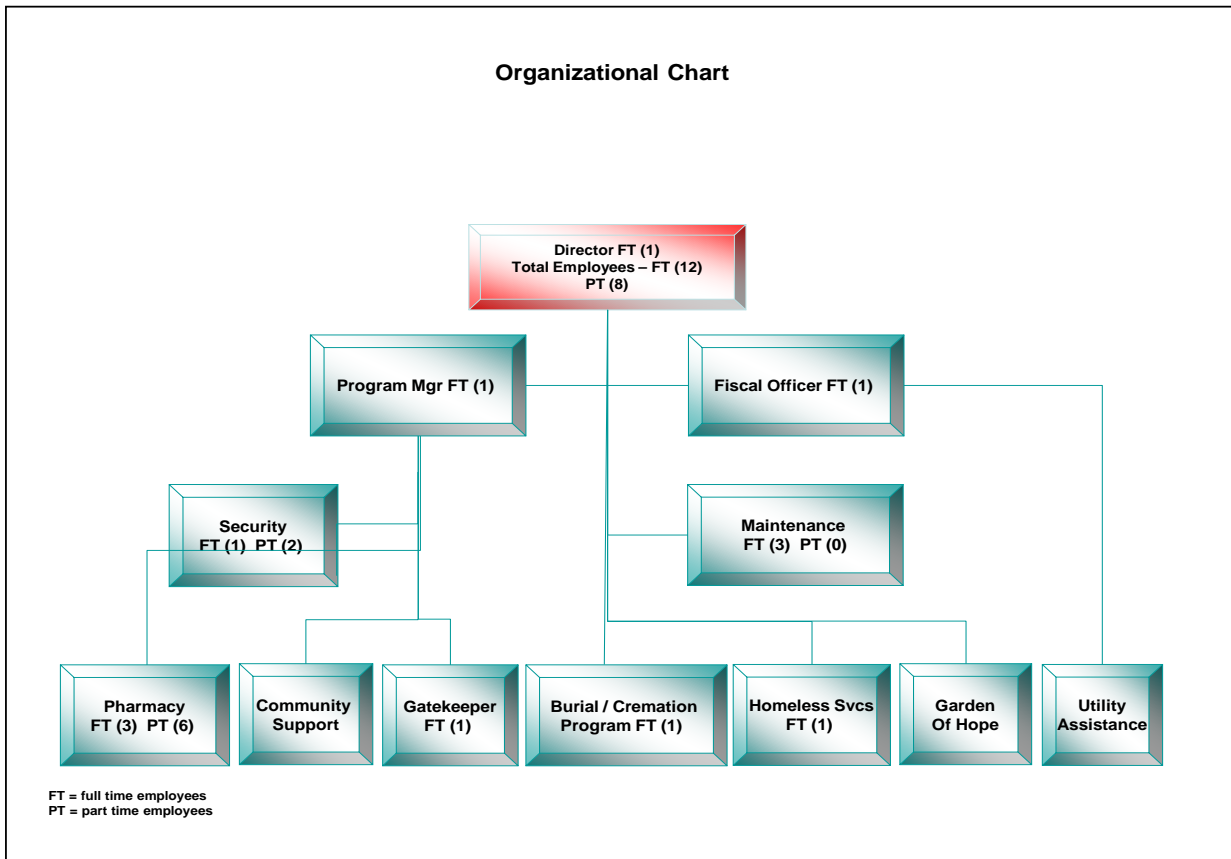 Organizational Chart
Director FT (1)
Total Employees – FT (12)
PT (8)
Program Mgr FT (1)
Fiscal Officer FT (1)
Security
FT (1) PT (2)
Maintenance
FT (3) PT (0)
Pharmacy
FT (3) PT (6)
Community
Support
Gatekeeper
FT (1)
Burial / Cremation
Program FT (1)
Homeless Svcs
FT (1)
Garden
Of Hope
Utility
Assistance
FT = full time employees
PT = part time employees